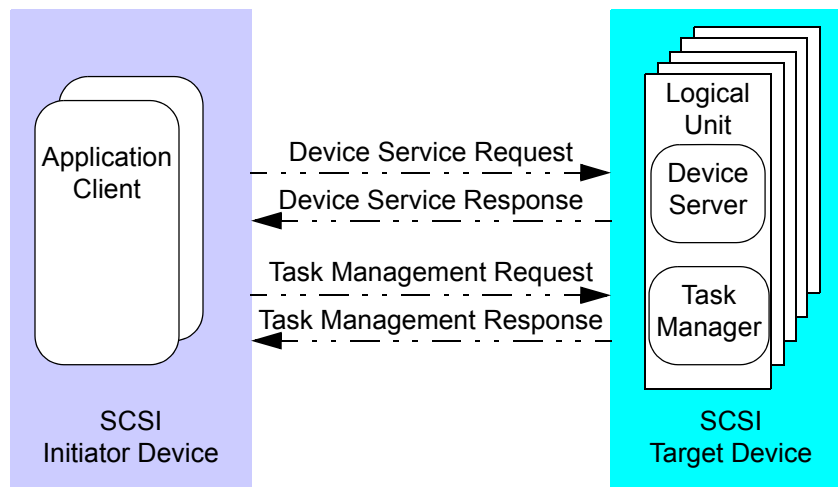 Application
Client
SCSI
Initiator Device
Device Service Request
Device Service Response
Task Management Request
Task Management Response
Logical
Unit
Device
Server
Task
Manager
SCSI
Target Device